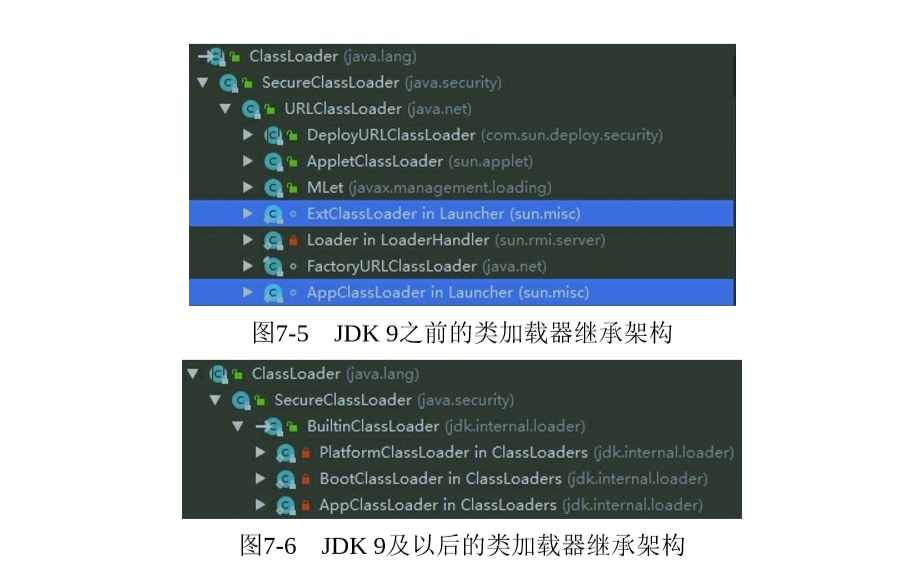 ClassLoader (java.lang)
SecureClassLoader (java.security)
URLClassLoader (java.net)
DeployURLClassLoader (com.sun.deploy.security)
AppletClassLoader (sun.applet)
MLet (javax.management.loading)
ExtClassLoader in Launcher (sun.misc)
Loader in LoaderHandler (sun.rmi.server)
FactoryURLClassLoader (java.net)
AppClassLoader in Launcher (sun.misc)
图7-5 JDK 9之前的类加载器继承架构
ClassLoader (java.lang)
SecureClassLoader (java.security)
BuiltinClassLoader (jdk.internal.loader)
PlatformClassLoader in ClassLoaders (jdk.internal.loader)
BootClassLoader in ClassLoaders (jdk.internal.loader)
AppClassLoader in ClassLoaders (jdk.internal.loader)
图7-6 JDK 9及以后的类加载器继承架构